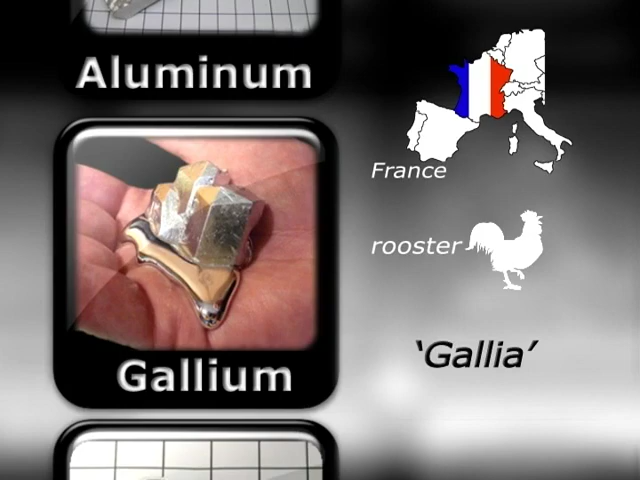 Aluminum
Gallium
France
rooster
‘Gallia’